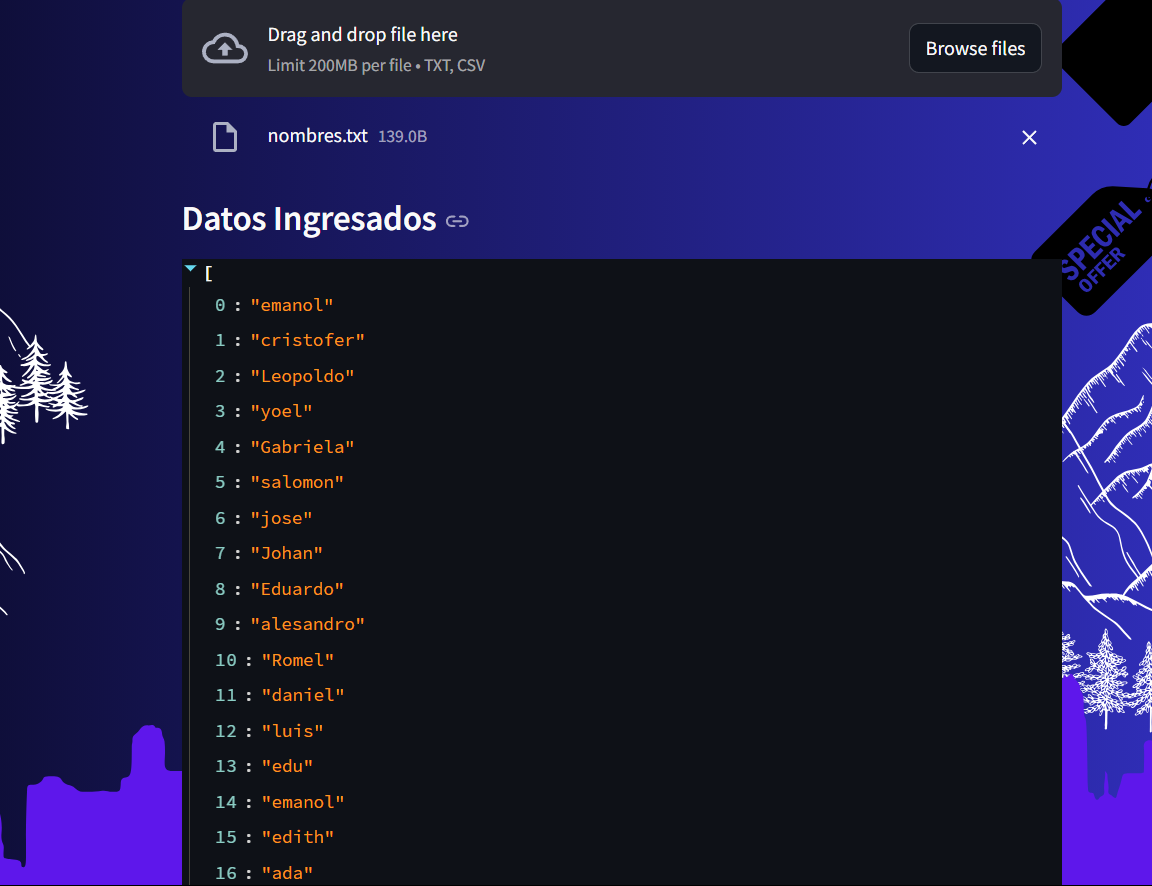 Drag and drop file here
Limit 200MB per file • TXT, CSV
Browse files
nombres.txt 139.0B
Datos Ingresados
SPECIAL
OFFER
[
0 : "emanol"
1 : "cristofer"
2 : "Leopoldo"
3 : "yoel"
4 : "Gabriela"
5 : "salomon"
6 : "jose"
7 : "Johan"
8 : "Eduardo"
9 : "alesandro"
10 : "Romel"
11 : "daniel"
12 : "luis"
13 : "edu"
14 : "emanol"
15 : "edith"
16 : "ada"